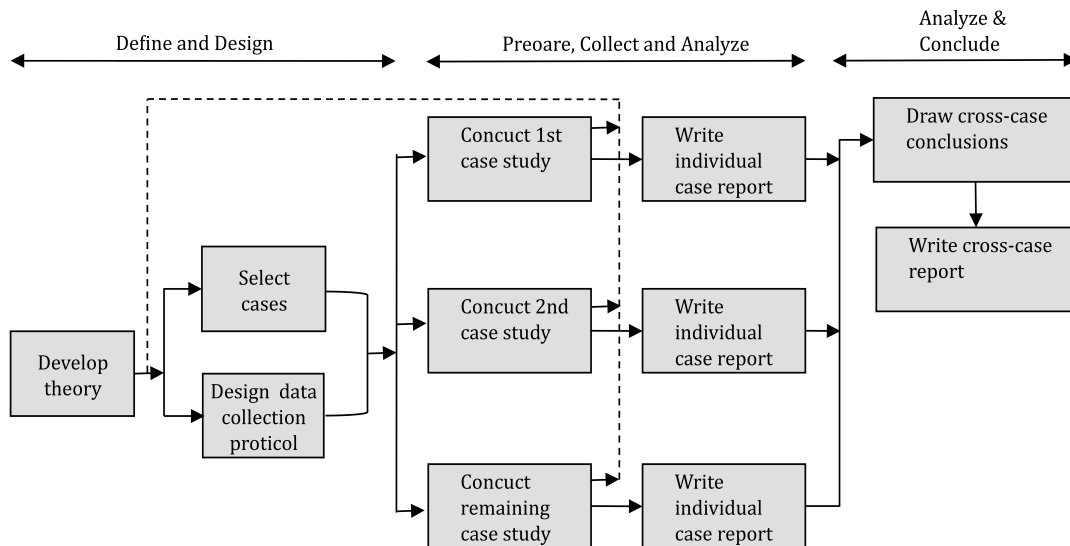 Define and Design
Preoare, Collect and Analyze
Analyze &
Conclude
Develop
theory
Select
cases
Design data
collection
proticol
Concuct 1st
case study
Write
individual
case report
Concuct 2nd
case study
Write
individual
case report
Concuct
remaining
case study
Write
individual
case report
Draw cross-case
conclusions
Write cross-case
report